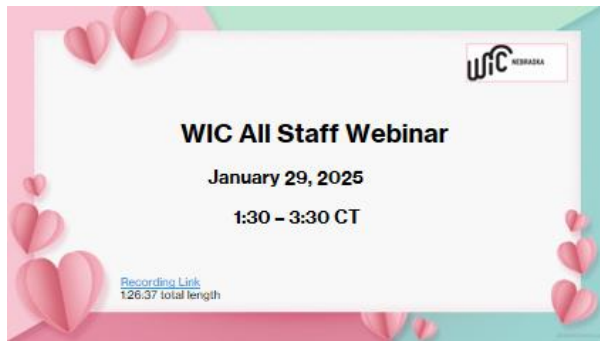 WIC NEBRASKA
WIC All Staff Webinar
January 29, 2025
1:30 – 3:30 CT
Recording Link
1:26.37 total length